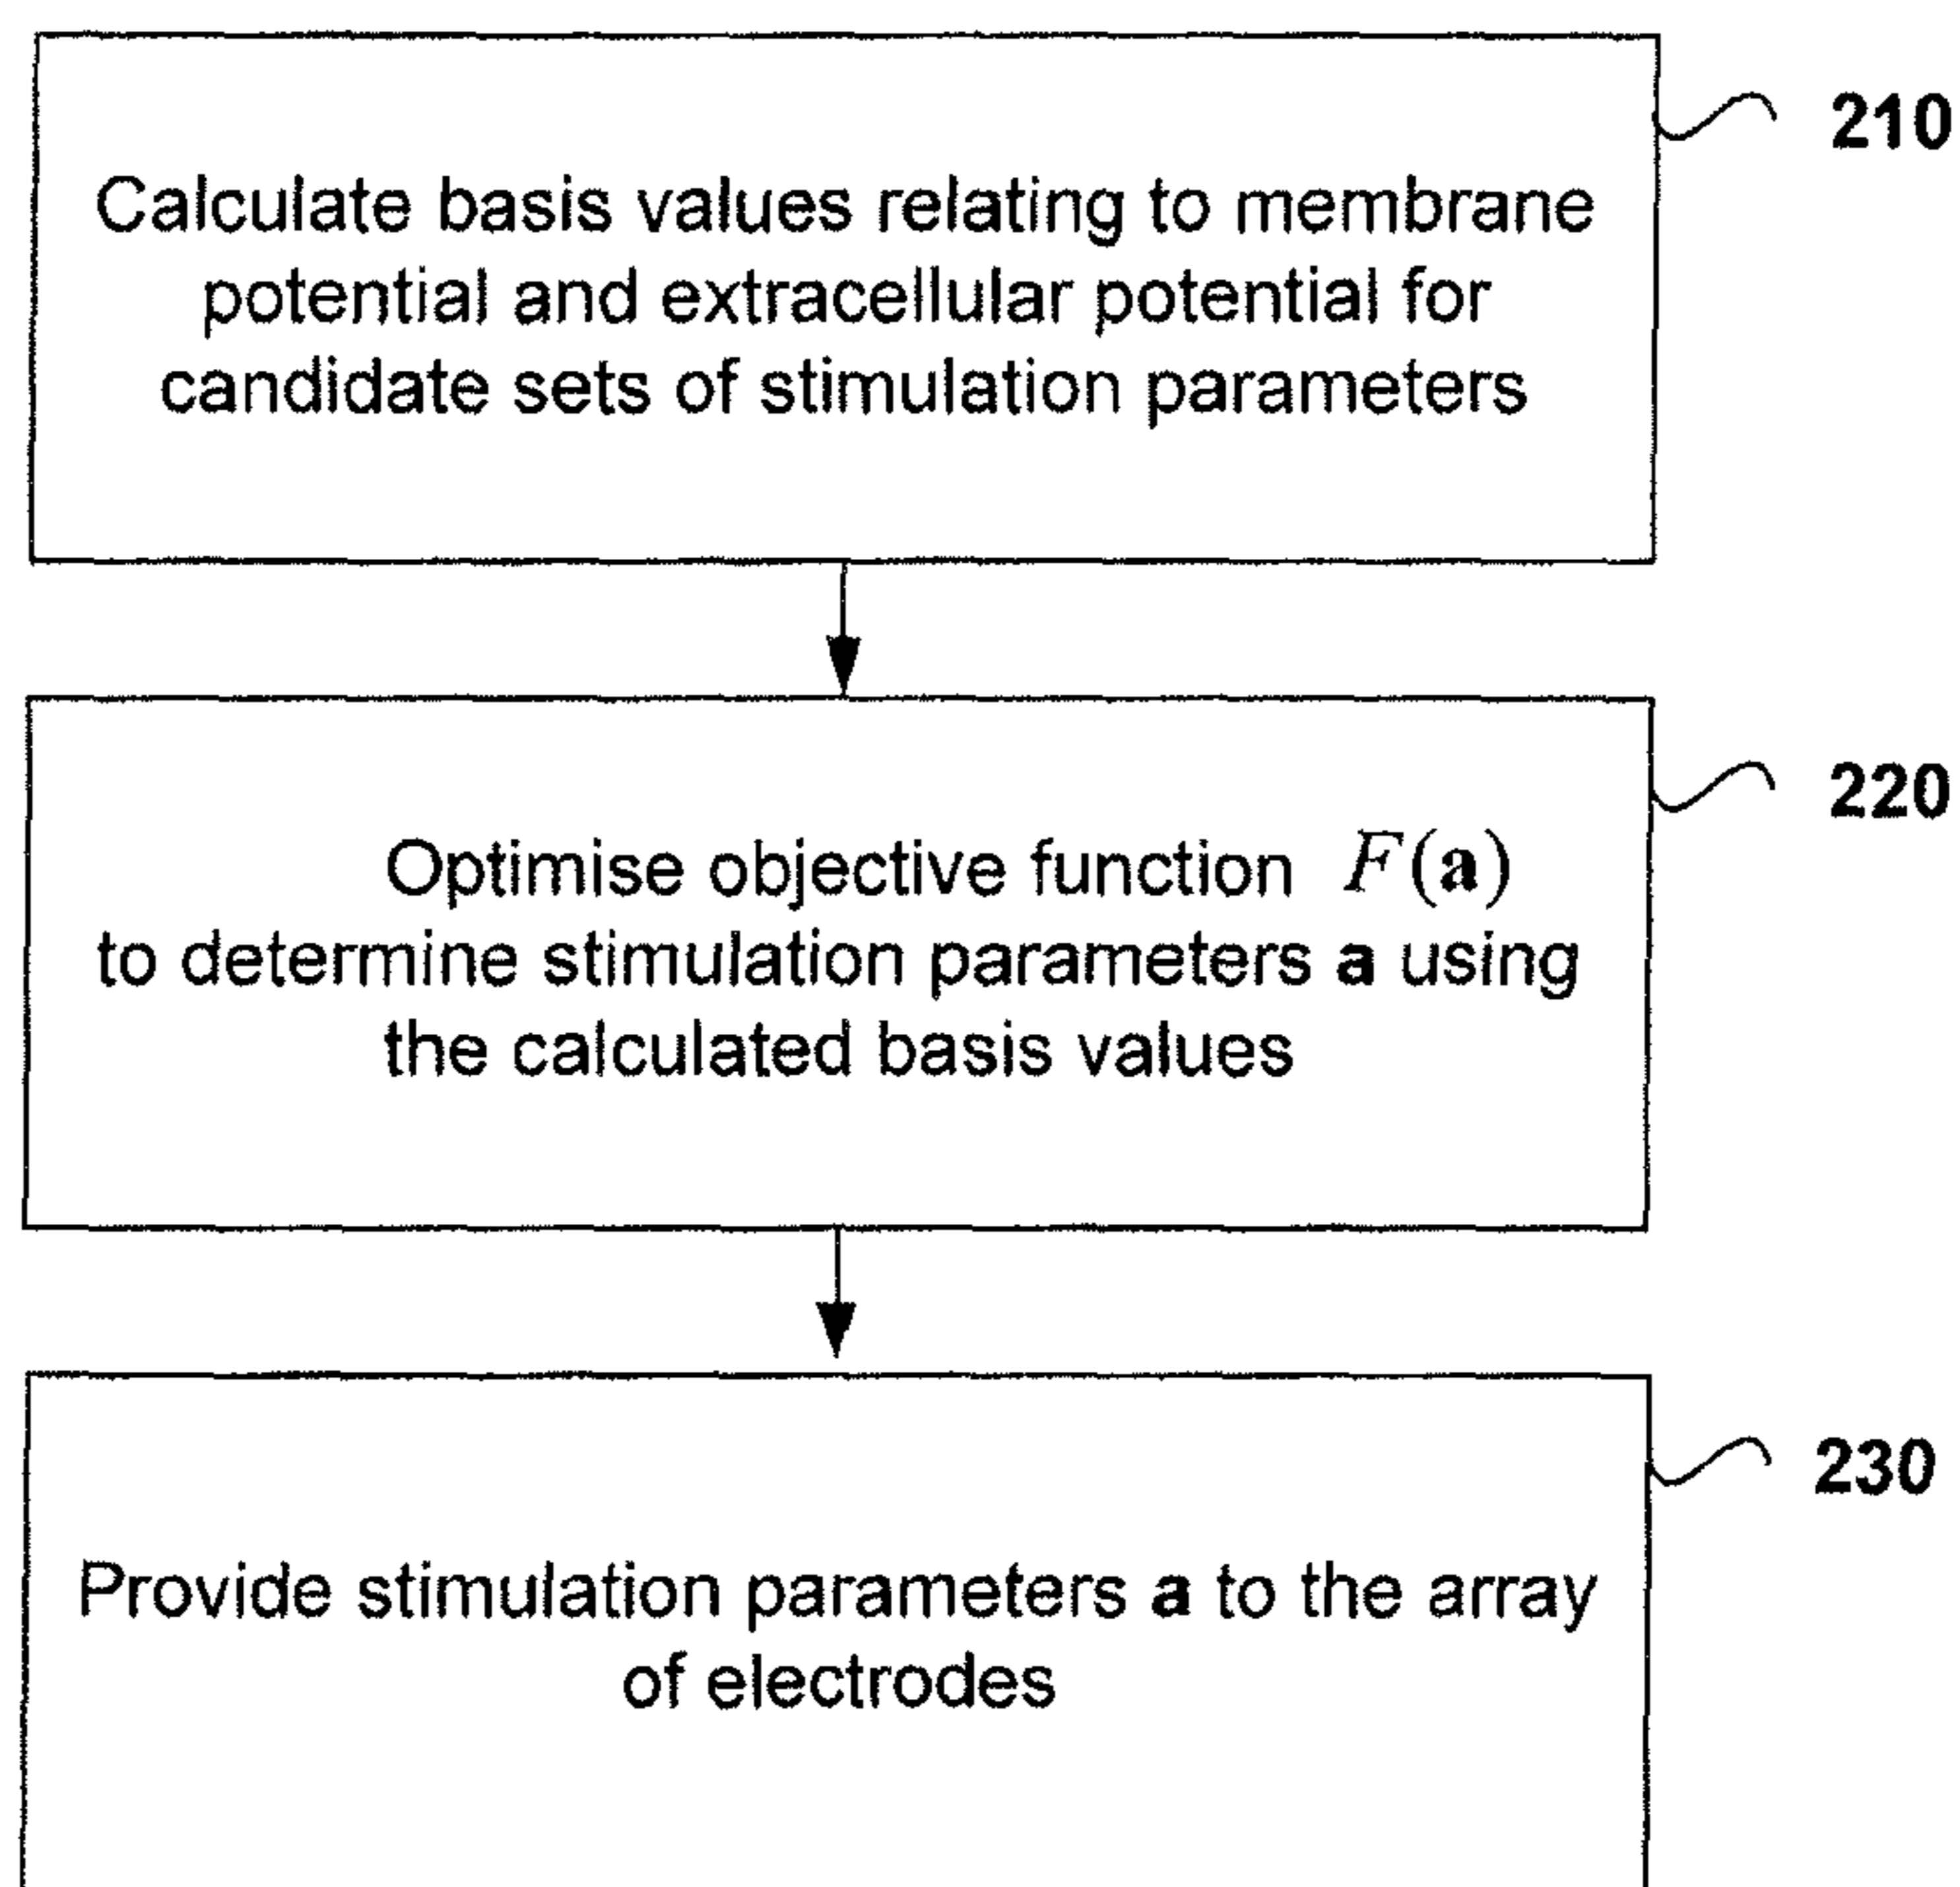 210
Calculate basis values relating to membrane
potential and extracellular potential for
candidate sets of stimulation parameters
220
Optimise objective function F(a)
to determine stimulation parameters a using
the calculated basis values
230
Provide stimulation parameters a to the array
of electrodes